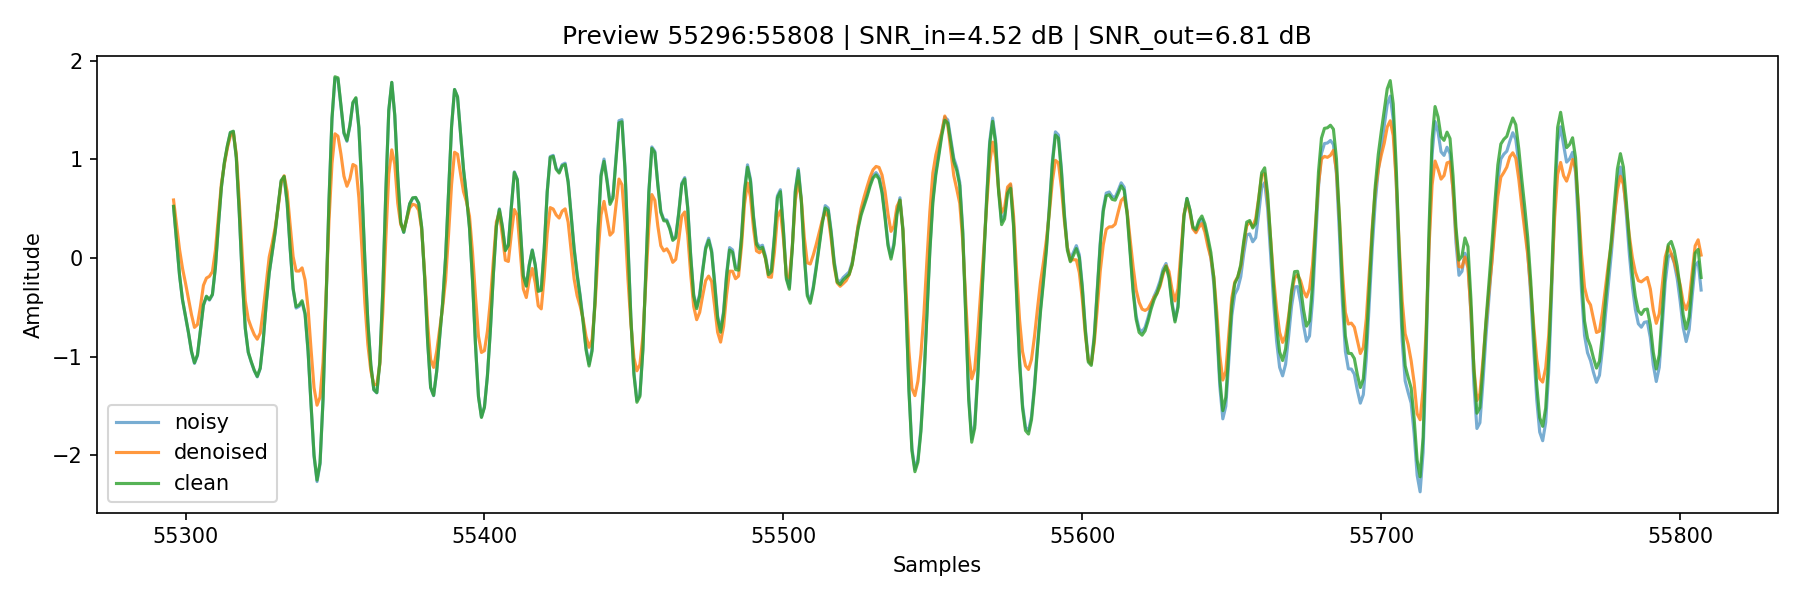 Preview 55296:55808 | SNR_in=4.52 dB | SNR_out=6.81 dB
2
1
0
−1
−2
Amplitude
noisy
denoised
clean
55300 55400 55500 55600 55700 55800
Samples